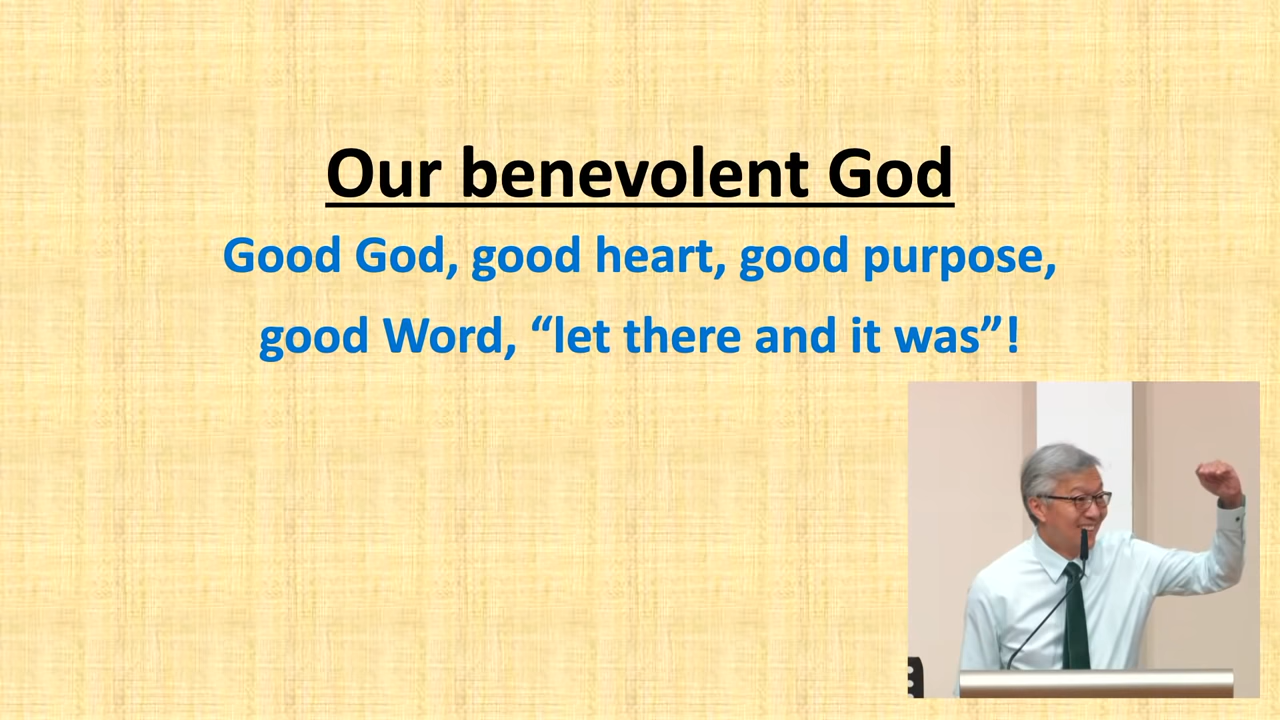 Our benevolent God
Good God, good heart, good purpose,
good Word, “let there and it was”!